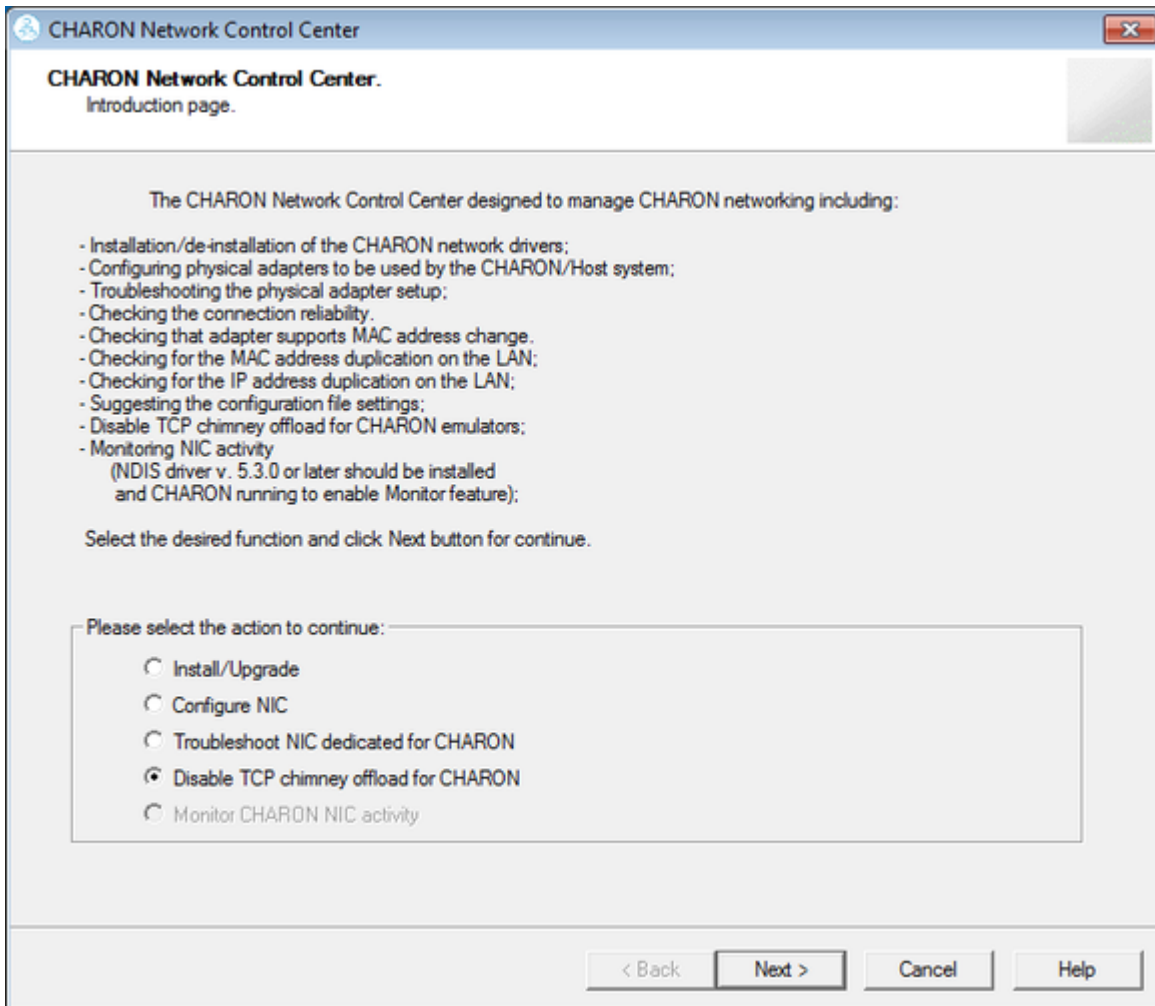 CHARON Network Control Center
CHARON Network Control Center.
Introduction page.
The CHARON Network Control Center designed to manage CHARON networking including:
- Installation/de-installation of the CHARON network drivers;
- Configuring physical adapters to be used by the CHARON/Host system;
- Troubleshooting the physical adapter setup;
- Checking the connection reliability.
- Checking that adapter supports MAC address change.
- Checking for the MAC address duplication on the LAN;
- Checking for the IP address duplication on the LAN;
- Suggesting the configuration file settings;
- Disable TCP chimney offload for CHARON emulators;
- Monitoring NIC activity
(NDIS driver v. 5.3.0 or later should be installed
and CHARON running to enable Monitor feature);
Select the desired function and click Next button for continue.
Please select the action to continue:
Install/Upgrade
Configure NIC
Troubleshoot NIC dedicated for CHARON
Disable TCP chimney offload for CHARON
Monitor CHARON NIC activity
< Back Next > Cancel Help